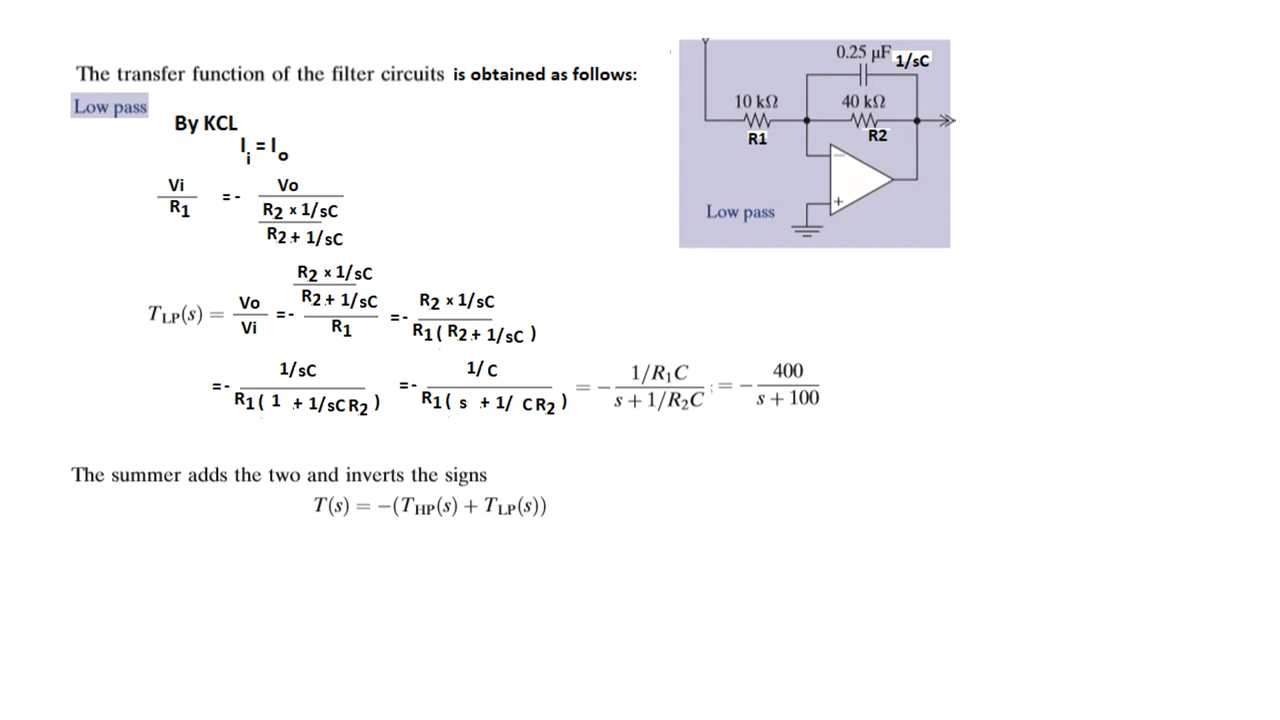 The transfer function of the filter circuits is obtained as follows:
Low pass
By KCL
Ii = Io
Vi/R1 = - Vo/((R2 x 1/sC)/(R2 + 1/sC))
TLP(s) = Vo/Vi = - ((R2 x 1/sC)/(R2 + 1/sC))/R1 = - (R2 x 1/sC)/(R1 ( R2 + 1/sC ))
= - (1/sC)/(R1 ( 1 + 1/sCR2 )) = - (1/C)/(R1 ( s + 1/ CR2 )) = − (1/R1C)/(s + 1/R2C) ; = − 400/(s + 100)
The summer adds the two and inverts the signs
T(s) = −(THP(s) + TLP(s))
0.25 μF 1/sC
10 kΩ 40 kΩ
R1 R2
−
+
Low pass